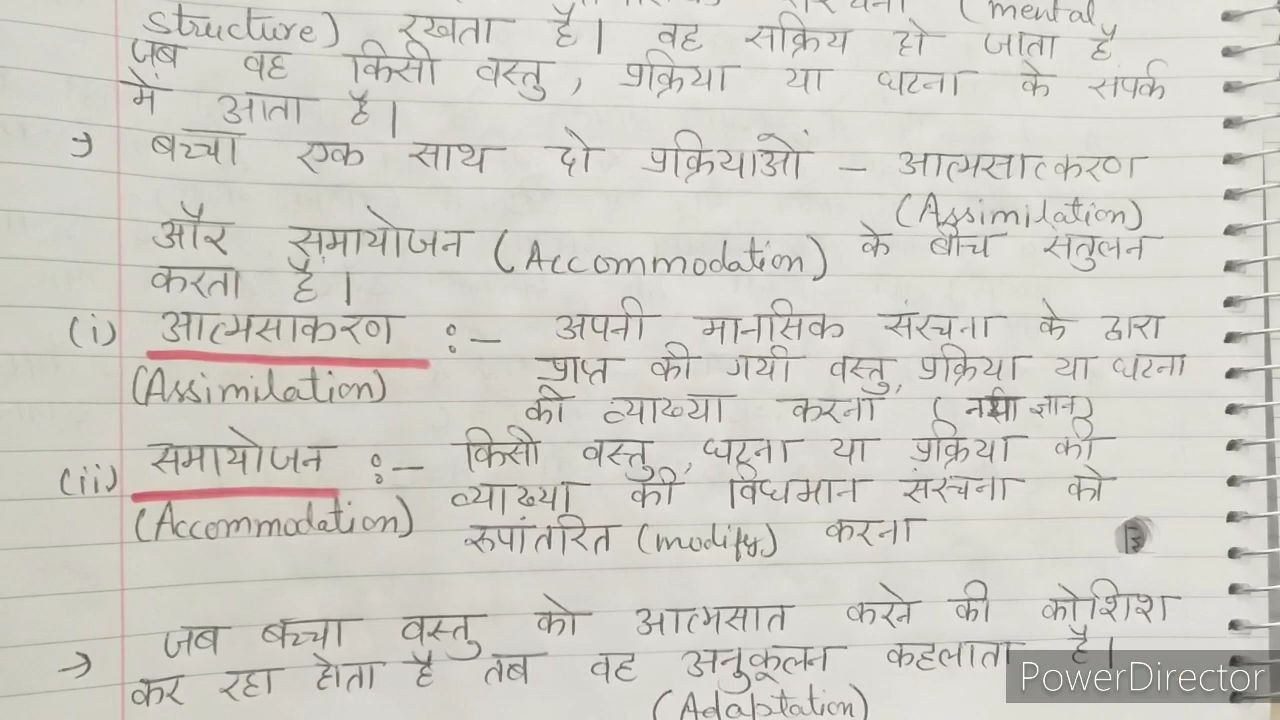 (mental
structure) रखता है। वह सक्रिय हो जाता है
जब वह किसी वस्तु, प्रक्रिया या घटना के संपर्क
में आता है।
→ बच्चा एक साथ दो प्रक्रियाओं – आत्मसात्करण
(Assimilation)
और समायोजन (Accommodation) के बीच सतुलन
करता है।
(i) आत्मसाकरण :- अपनी मानसिक संरचना के द्वारा
(Assimilation) प्राप्त की गयी वस्तु, प्रक्रिया या घटना
की व्याख्या करना (नया ज्ञान)
(ii) समायोजन :- किसी वस्तु, घटना या प्रक्रिया की
व्याख्या की विधमान संरचना को
(Accommodation) रूपांतरित (modify) करना
→ जब बच्चा वस्तु को आत्मसात करने की कोशिश
कर रहा होता है तब वह अनुकूलन कहलाता है।
(Adaptation)
PowerDirector